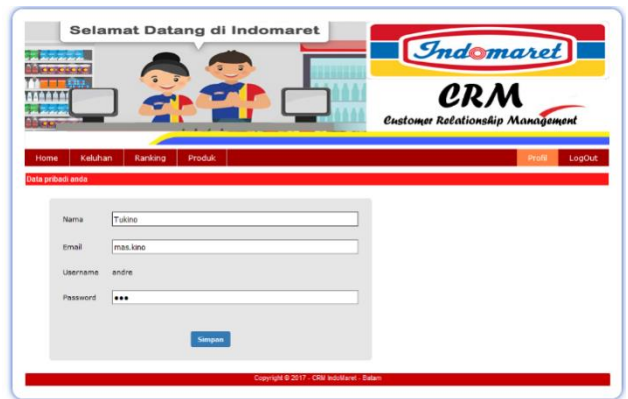 Selamat Datang di Indomaret
Indomaret
CRM
Customer Relationship Management
Home Keluhan Ranking Produk Profil LogOut
Data pribadi anda
Nama Tukino
Email mas.kino
Username andre
Password •••
Simpan
Copyright © 2017 - CRM IndoMaret - Batam